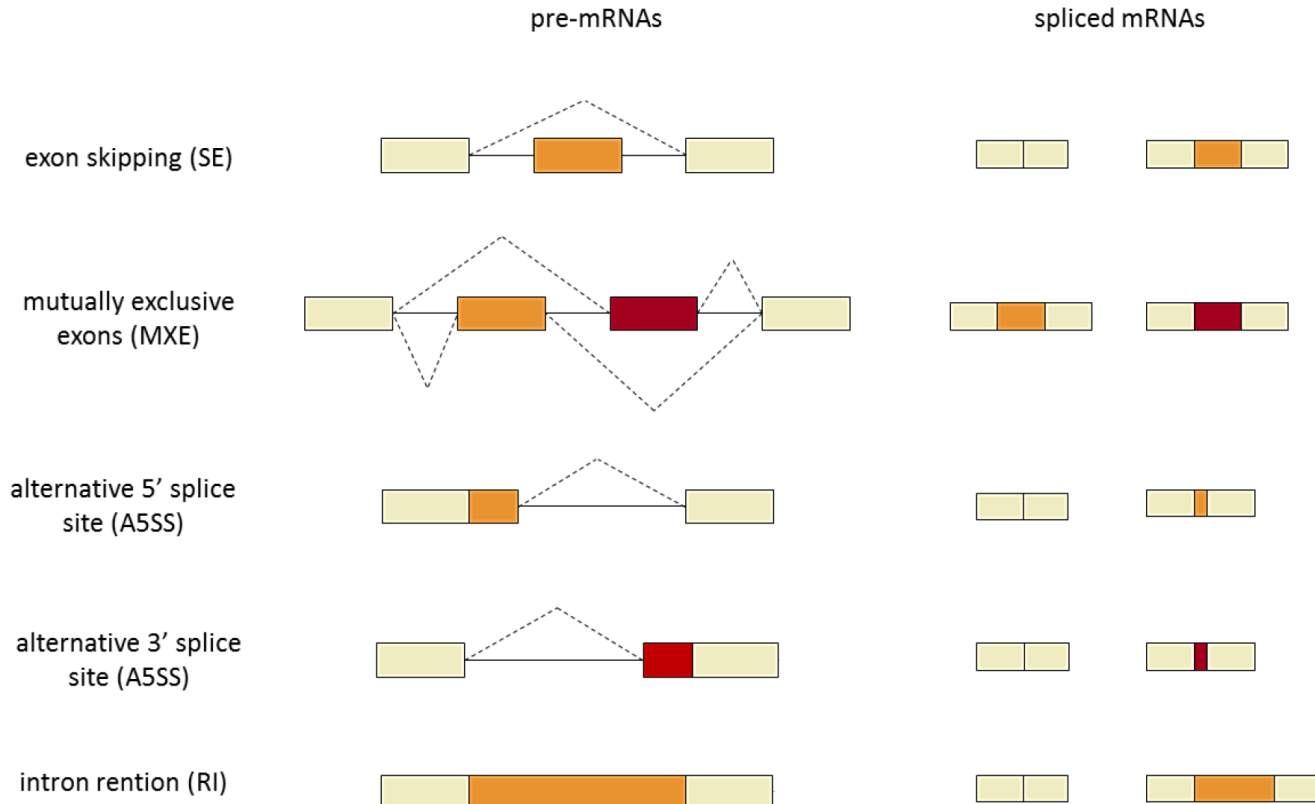 pre-mRNAs
spliced mRNAs
exon skipping (SE)
mutually exclusive
exons (MXE)
alternative 5’ splice
site (A5SS)
alternative 3’ splice
site (A5SS)
intron rention (RI)